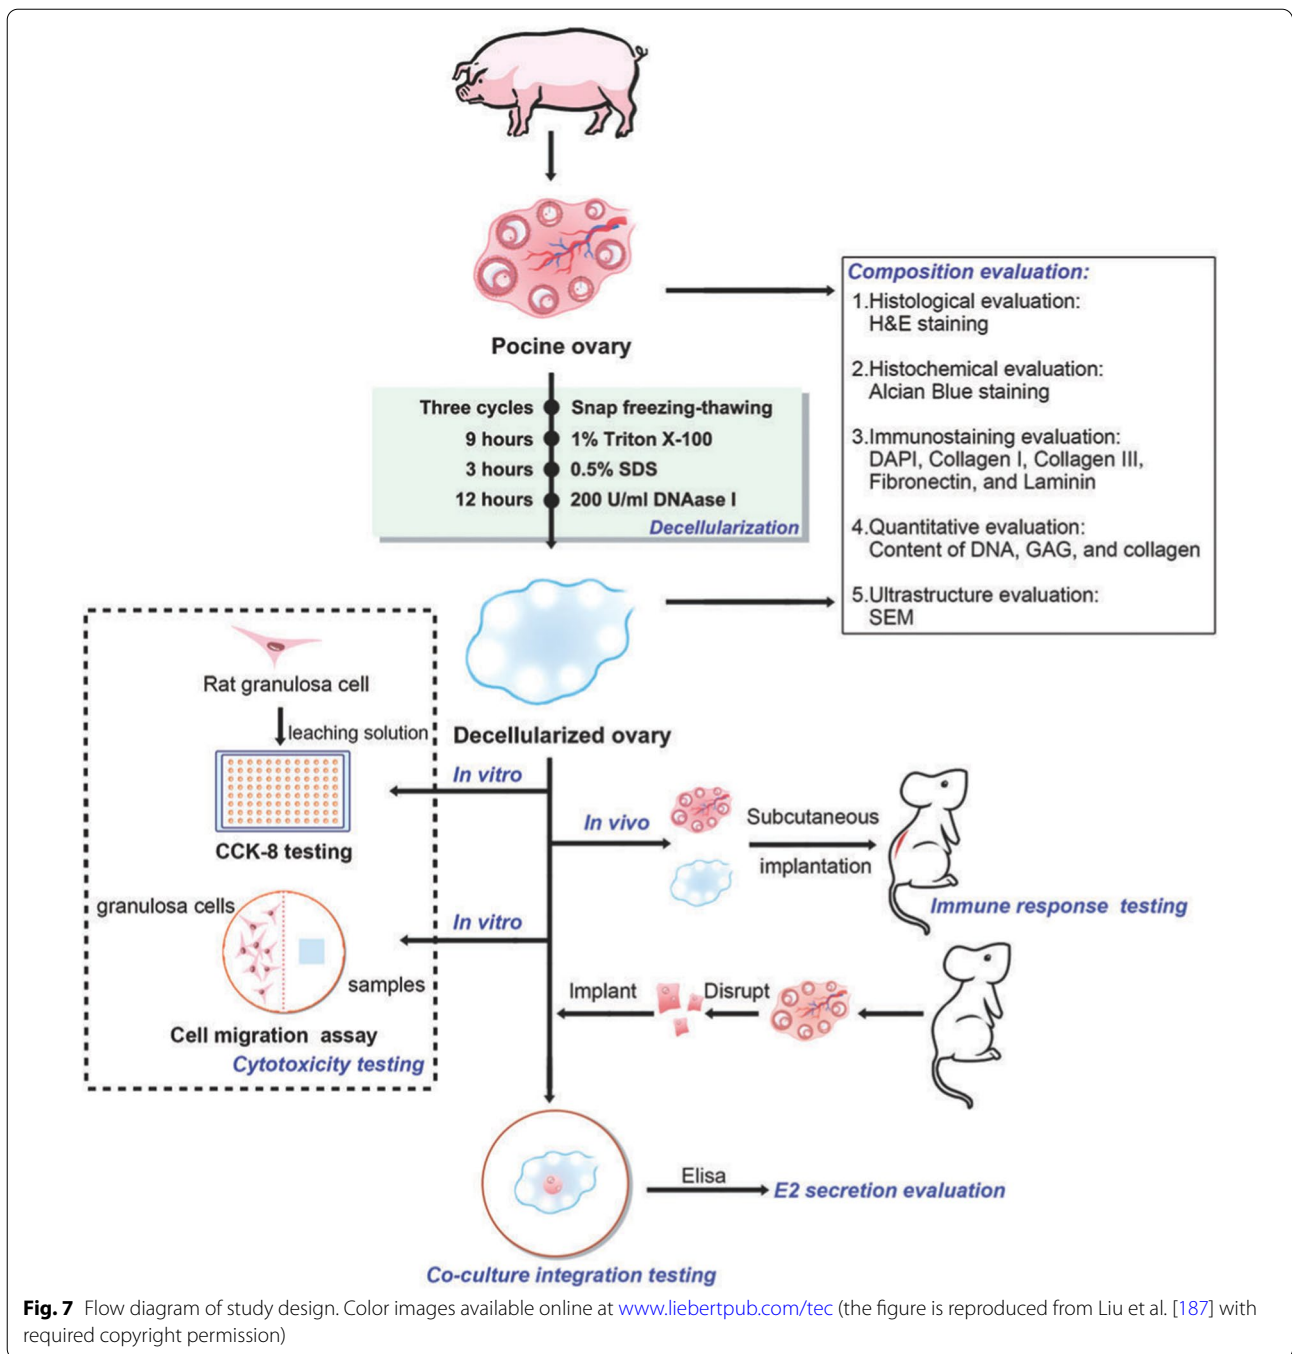 Pocine ovary
Three cycles Snap freezing-thawing
9 hours 1% Triton X-100
3 hours 0.5% SDS
12 hours 200 U/ml DNAase I
Decellularization
Composition evaluation:
1.Histological evaluation:
H&E staining
2.Histochemical evaluation:
Alcian Blue staining
3.Immunostaining evaluation:
DAPI, Collagen I, Collagen III,
Fibronectin, and Laminin
4.Quantitative evaluation:
Content of DNA, GAG, and collagen
5.Ultrastructure evaluation:
SEM
Rat granulosa cell
leaching solution
CCK-8 testing
granulosa cells
samples
Cell migration assay
Cytotoxicity testing
Decellularized ovary
In vitro
In vivo
Subcutaneous
implantation
Immune response testing
In vitro
Implant
Disrupt
Elisa
E2 secretion evaluation
Co-culture integration testing
Fig. 7 Flow diagram of study design. Color images available online at www.liebertpub.com/tec (the figure is reproduced from Liu et al. [187] with
required copyright permission)